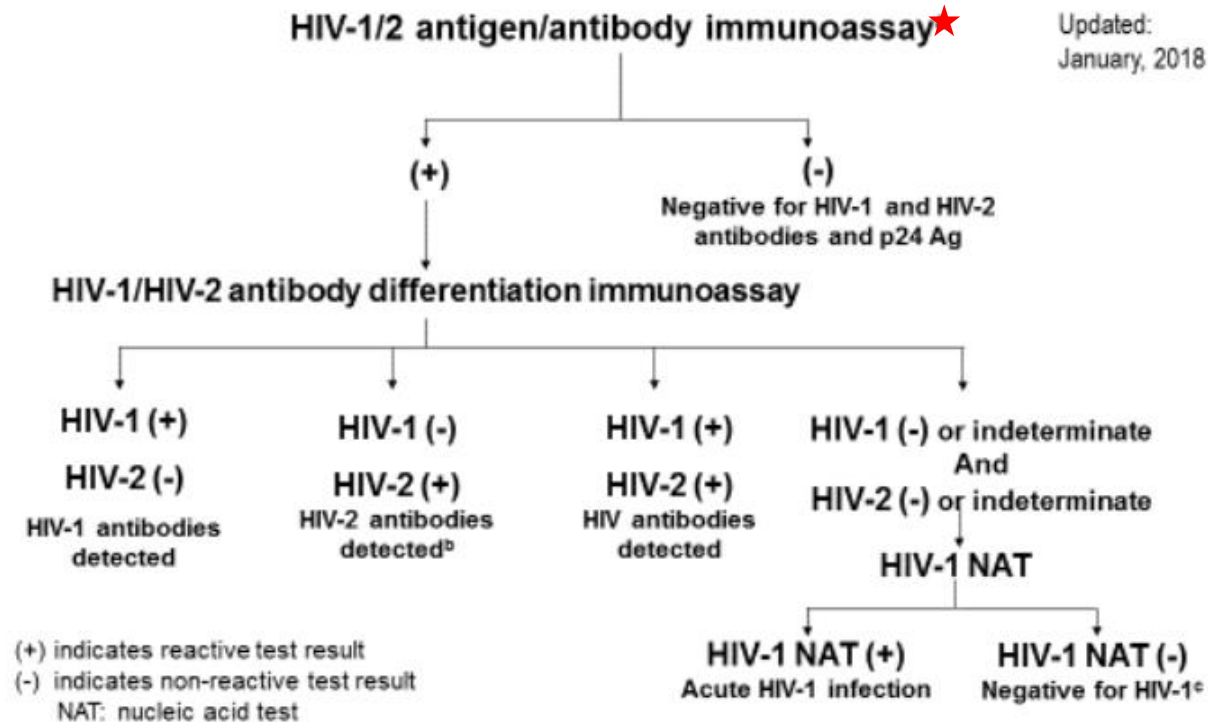 HIV-1/2 antigen/antibody immunoassay
Updated:
January, 2018
(+)
(-)
Negative for HIV-1 and HIV-2
antibodies and p24 Ag
HIV-1/HIV-2 antibody differentiation immunoassay
HIV-1 (+)
HIV-2 (-)
HIV-1 antibodies
detected
HIV-1 (-)
HIV-2 (+)
HIV-2 antibodies
detectedᵇ
HIV-1 (+)
HIV-2 (+)
HIV antibodies
detected
HIV-1 (-) or indeterminate
And
HIV-2 (-) or indeterminate
HIV-1 NAT
HIV-1 NAT (+)
Acute HIV-1 infection
HIV-1 NAT (-)
Negative for HIV-1ᶜ
(+) indicates reactive test result
(-) indicates non-reactive test result
NAT: nucleic acid test